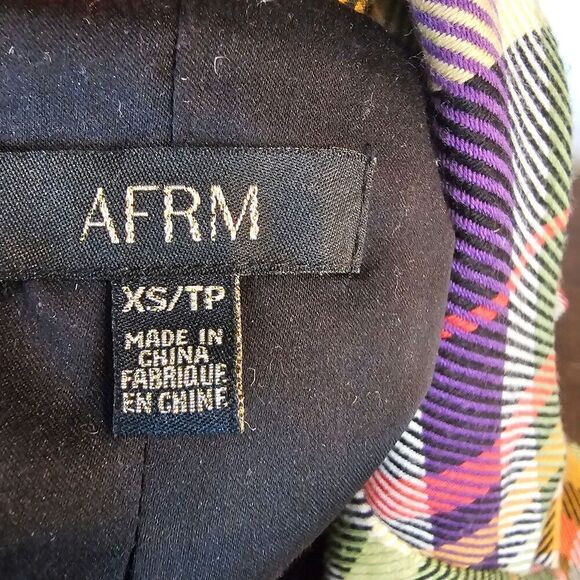 AFRM
XS/TP
MADE IN
CHINA
FABRIQUE
EN CHINE